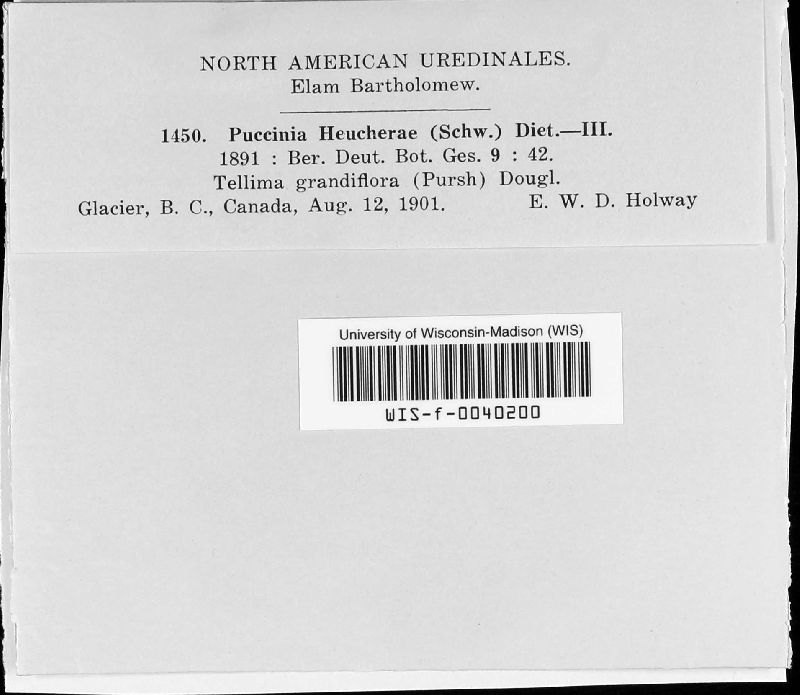 NORTH AMERICAN UREDINALES.
Elam Bartholomew.
1450. Puccinia Heucherae (Schw.) Diet.—III.
1891 : Ber. Deut. Bot. Ges. 9 : 42.
Tellima grandiflora (Pursh) Dougl.
Glacier, B. C., Canada, Aug. 12, 1901. E. W. D. Holway
University of Wisconsin-Madison (WIS)
WIS-f-0040200